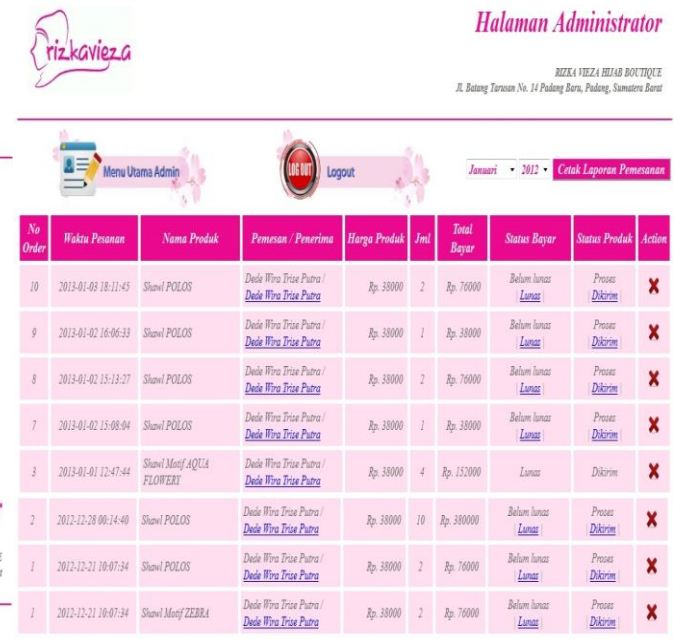 rizkavieza
Halaman Administrator
RIZKA VIEZA HIJAB BOUTIQUE
Jl. Batang Tarusan No. 14 Padang Baru, Padang, Sumatera Barat
Menu Utama Admin
LOG OUT
Logout
Januari 2012 Cetak Laporan Pemesanan
No Order Waktu Pesanan Nama Produk Pemesan / Penerima Harga Produk Jml Total Bayar Status Bayar Status Produk Action
10 2013-01-03 18:11:45 Shawl POLOS Dede Wira Trise Putra / Rp. 38000 2 Rp. 76000 Belum lunas Proses
Dede Wira Trise Putra | Lunas | | Dikirim |
9 2013-01-02 16:06:33 Shawl POLOS Dede Wira Trise Putra / Rp. 38000 1 Rp. 38000 Belum lunas Proses
Dede Wira Trise Putra | Lunas | | Dikirim |
8 2013-01-02 15:13:27 Shawl POLOS Dede Wira Trise Putra / Rp. 38000 2 Rp. 76000 Belum lunas Proses
Dede Wira Trise Putra | Lunas | | Dikirim |
7 2013-01-02 15:08:04 Shawl POLOS Dede Wira Trise Putra / Rp. 38000 1 Rp. 38000 Belum lunas Proses
Dede Wira Trise Putra | Lunas | | Dikirim |
3 2013-01-01 12:47:44 Shawl Motif AQUA Dede Wira Trise Putra / Rp. 38000 4 Rp. 152000 Lunas Dikirim
FLOWERY Dede Wira Trise Putra
2 2012-12-28 00:14:40 Shawl POLOS Dede Wira Trise Putra / Rp. 38000 10 Rp. 380000 Belum lunas Proses
Dede Wira Trise Putra | Lunas | | Dikirim |
1 2012-12-21 10:07:34 Shawl POLOS Dede Wira Trise Putra / Rp. 38000 2 Rp. 76000 Belum lunas Proses
Dede Wira Trise Putra | Lunas | | Dikirim |
1 2012-12-21 10:07:34 Shawl Motif ZEBRA Dede Wira Trise Putra / Rp. 38000 2 Rp. 76000 Belum lunas Proses
Dede Wira Trise Putra | Lunas | | Dikirim |